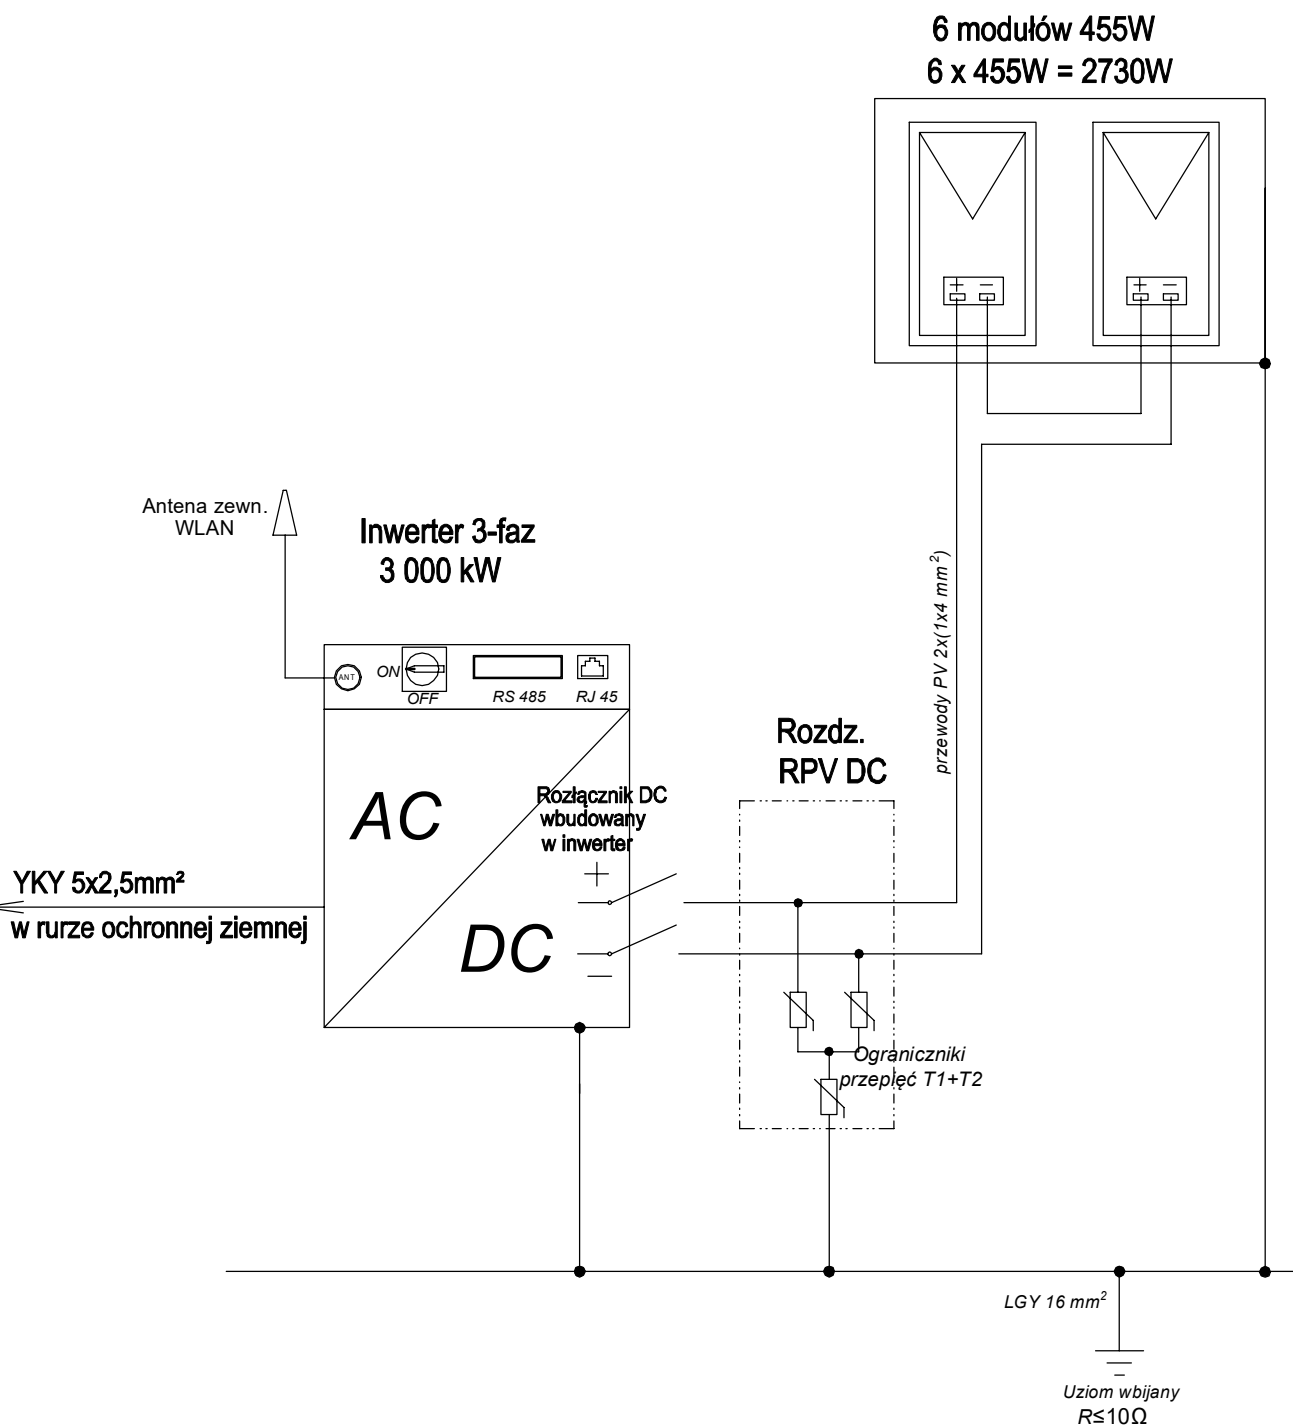 6 modułów 455W
6 x 455W = 2730W
+ −
+ −
Antena zewn.
WLAN
Inwerter 3-faz
3 000 kW
ANT
ON
OFF
RS 485
RJ 45
przewody PV 2x(1x4 mm²)
Rozdz.
RPV DC
AC
Rozłącznik DC
wbudowany
w inwerter
+
YKY 5x2,5mm²
w rurze ochronnej ziemnej
DC
−
Ograniczniki
przepięć T1+T2
LGY 16 mm²
Uziom wbijany
R≤10Ω